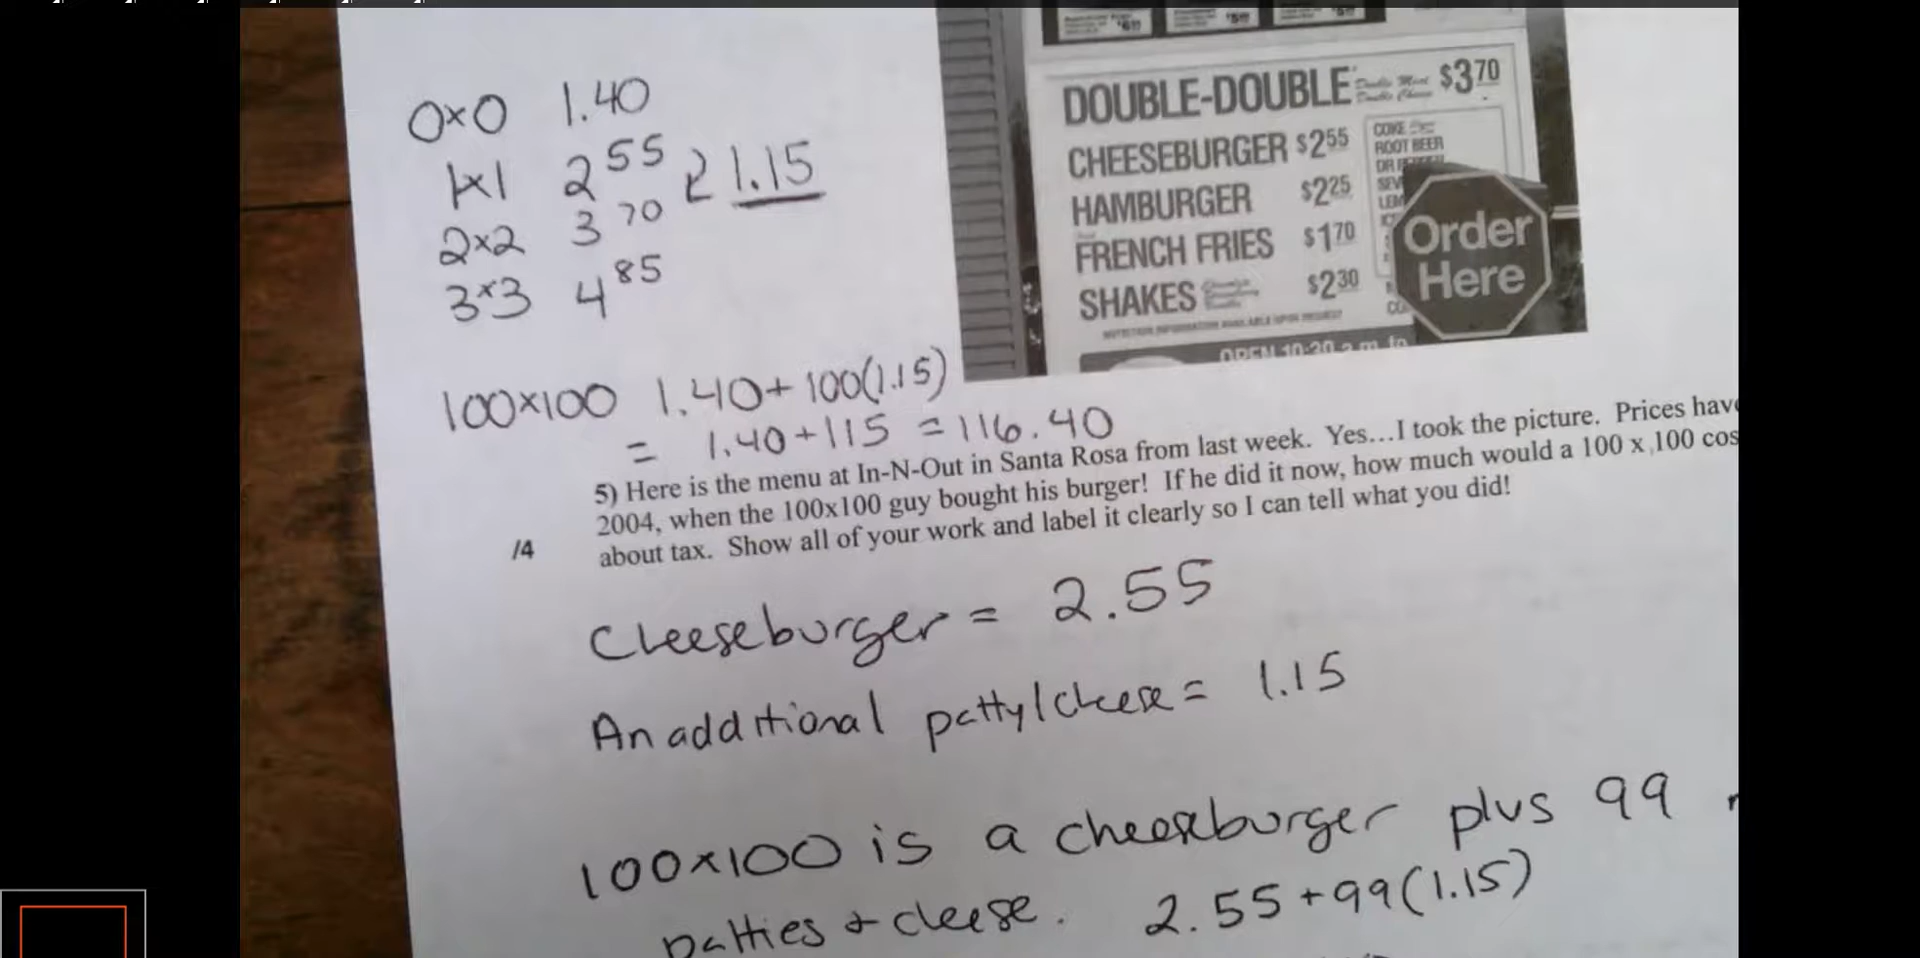 0x0 1.40
1x1 2 55
2x2 3 70
3x3 4 85
1.15
100x100 1.40+100(1.15)
= 1.40+115 =116.40
DOUBLE-DOUBLE $3 70
CHEESEBURGER $2 55
HAMBURGER $2 25
FRENCH FRIES $1 70
SHAKES $2 30
COKE
ROOT BEER
Order
Here
OPEN 10:30 a.m. to
5) Here is the menu at In-N-Out in Santa Rosa from last week. Yes...I took the picture. Prices have
2004, when the 100x100 guy bought his burger! If he did it now, how much would a 100 x 100 cos
/4 about tax. Show all of your work and label it clearly so I can tell what you did!
Cheeseburger = 2.55
An additional patty/cheese = 1.15
100x100 is a cheeseburger plus 99
patties + cheese. 2.55+99(1.15)